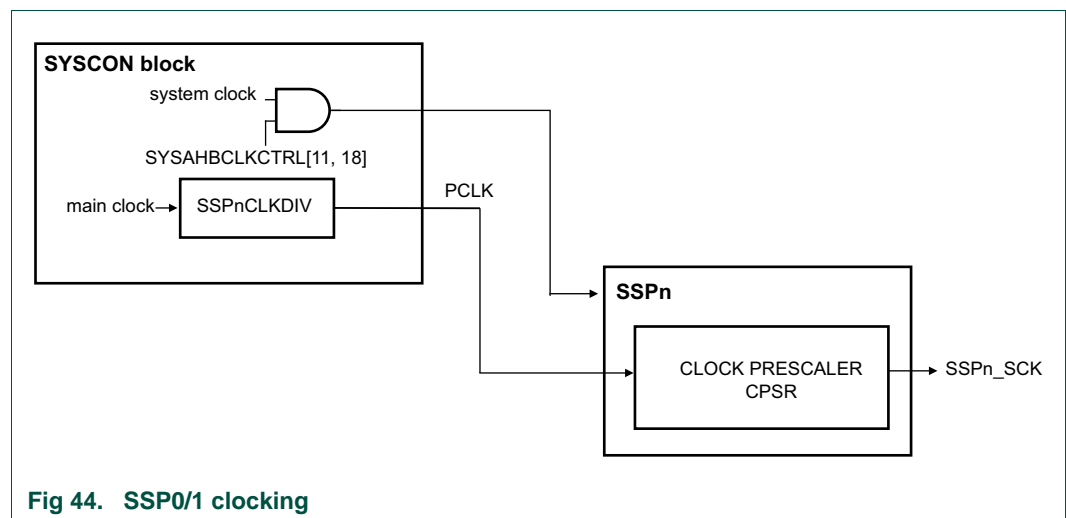 SYSCON block
system clock
SYSAHBCLKCTRL[11, 18]
main clock
SSPnCLKDIV
PCLK
SSPn
CLOCK PRESCALER
CPSR
SSPn_SCK
Fig 44. SSP0/1 clocking